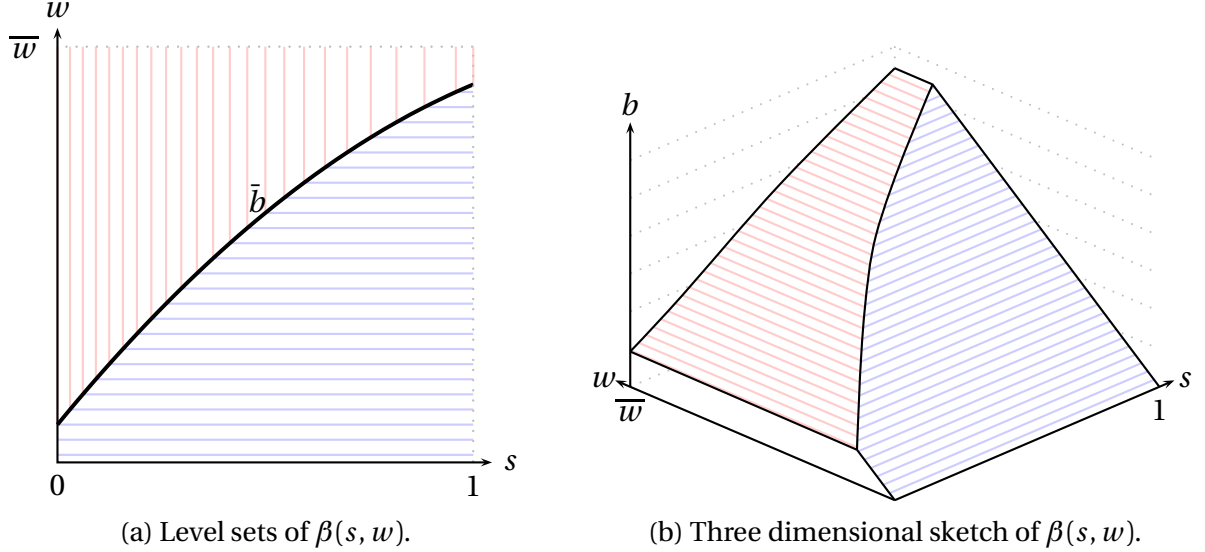 w
w̅
b̄
s
0
1
(a) Level sets of β(s, w).
b
w
w̅
s
1
(b) Three dimensional sketch of β(s, w).